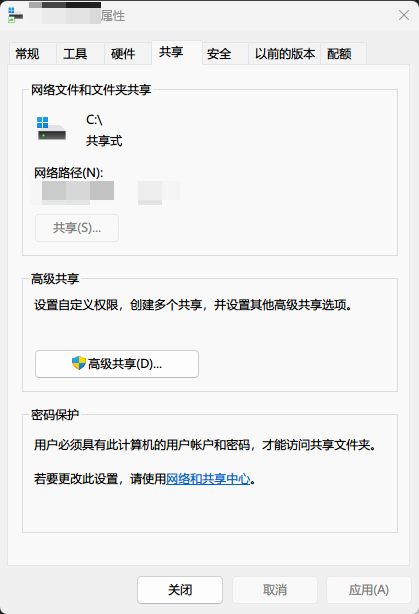 属性
常规 工具 硬件 共享 安全 以前的版本 配额
网络文件和文件夹共享
C:\
共享式
网络路径(N):
共享(S)...
高级共享
设置自定义权限，创建多个共享，并设置其他高级共享选项。
高级共享(D)...
密码保护
用户必须具有此计算机的用户帐户和密码，才能访问共享文件夹。
若要更改此设置，请使用网络和共享中心。
关闭 取消 应用(A)